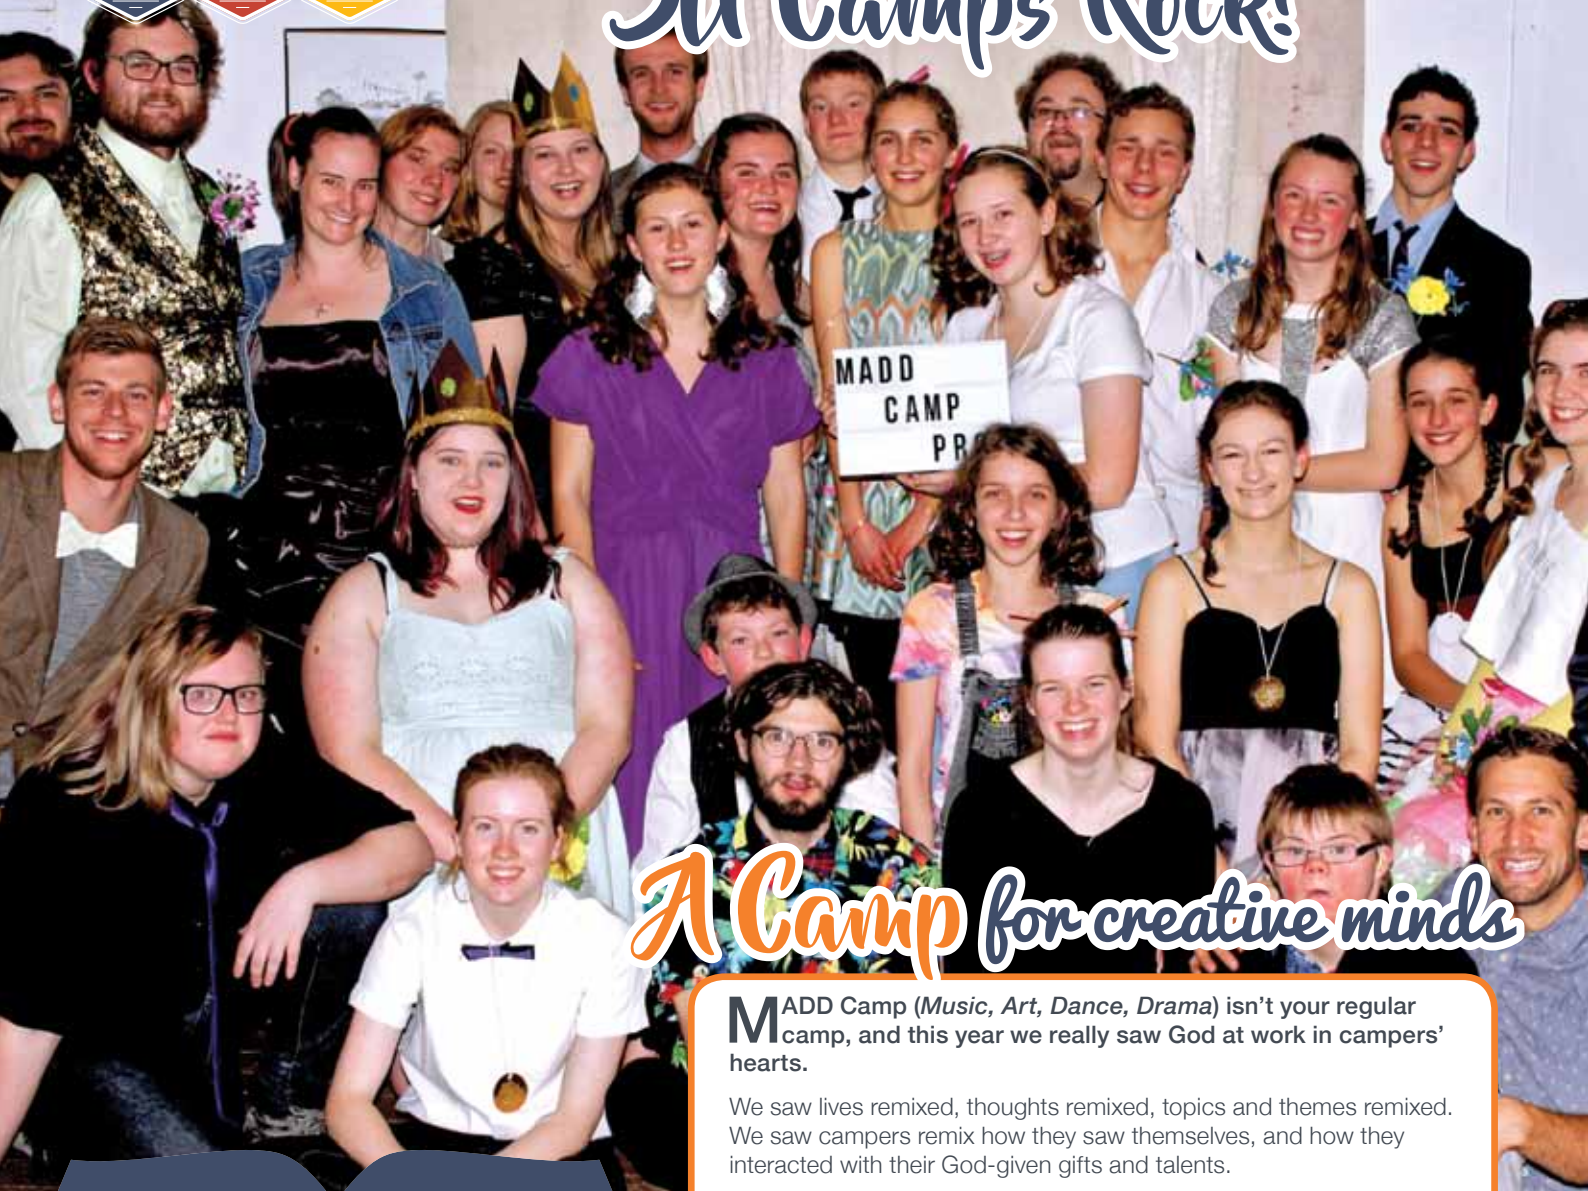 SU Camps Rock!
MADD
CAMP
A Camp for creative minds
MADD Camp (Music, Art, Dance, Drama) isn't your regular
camp, and this year we really saw God at work in campers'
hearts.
We saw lives remixed, thoughts remixed, topics and themes remixed.
We saw campers remix how they saw themselves, and how they
interacted with their God-given gifts and talents.